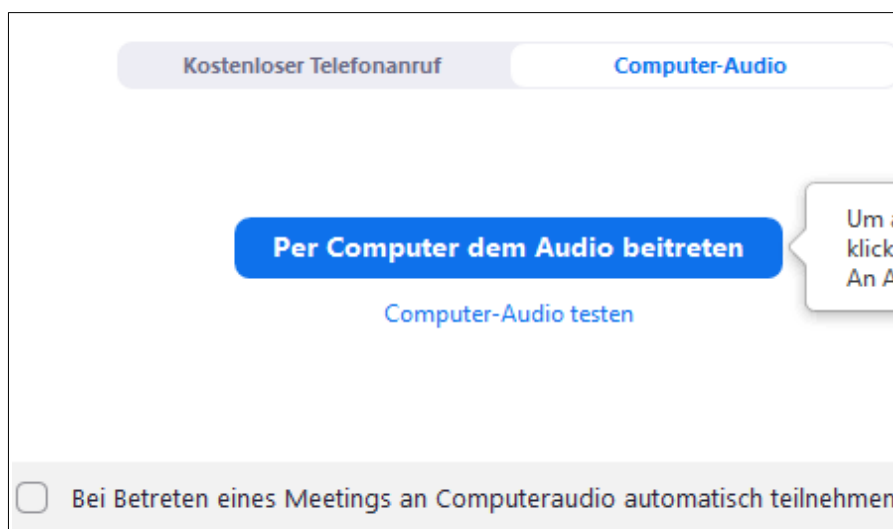 Kostenloser Telefonanruf
Computer-Audio
Per Computer dem Audio beitreten
Um
klick
An
Computer-Audio testen
Bei Betreten eines Meetings an Computeraudio automatisch teilnehmen